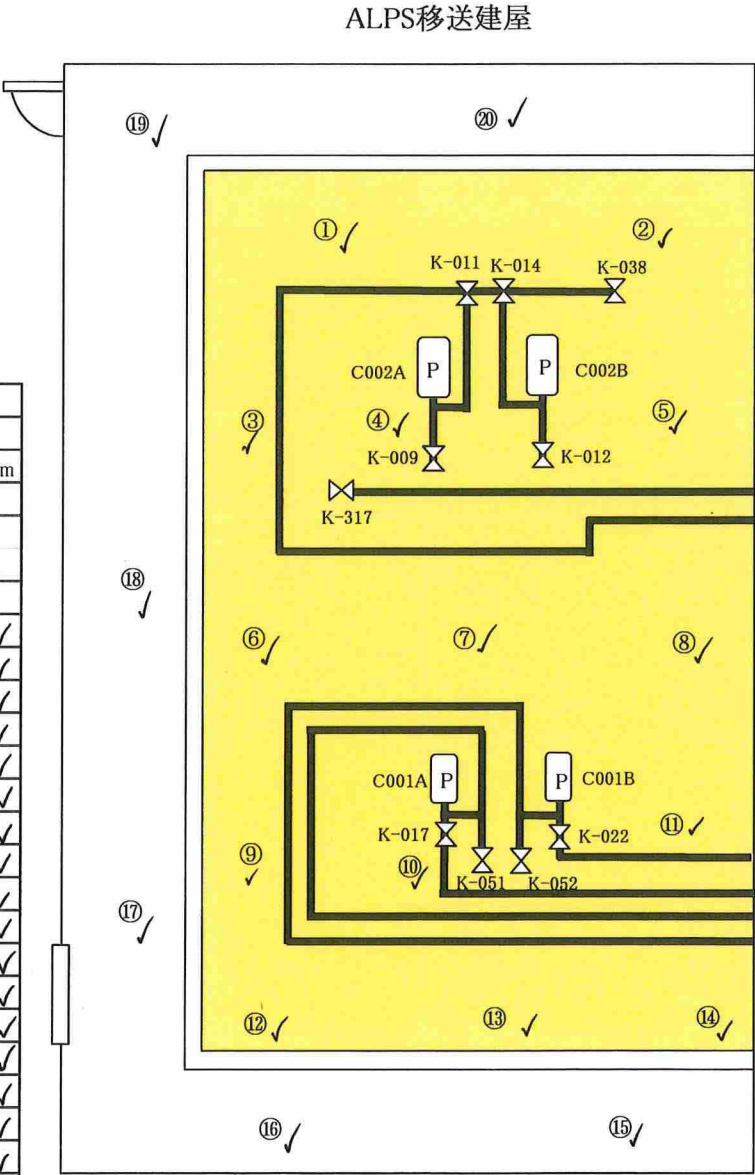 ALPS移送建屋
⑲✓ ⑳✓
①✓ ②✓
K-011 K-014 K-038
C002A P P C002B
③✓ ④✓ ⑤✓
K-009 K-012
m
K-317
⑱✓
⑥✓ ⑦✓ ⑧✓
C001A P P C001B
K-017 K-022 ⑪✓
⑨✓ ⑩✓ K-051 K-052
⑰✓
⑫✓ ⑬✓ ⑭✓
⑯✓ ⑮✓